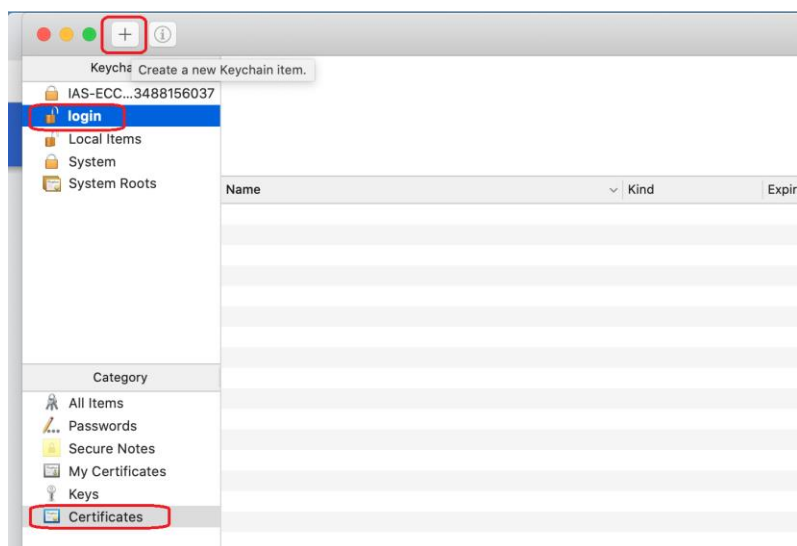 +
Keycha
Create a new Keychain item.
IAS-ECC...3488156037
login
Local Items
System
System Roots
Name
Kind
Expir
Category
All Items
Passwords
Secure Notes
My Certificates
Keys
Certificates